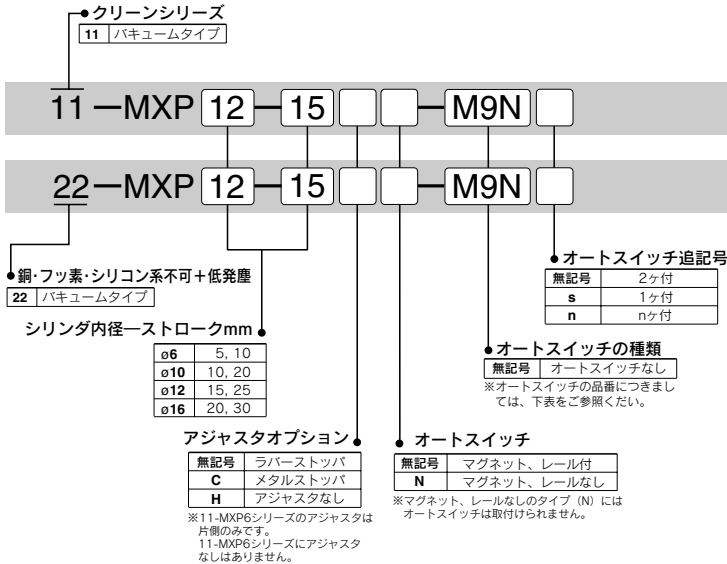 クリーンシリーズ
11 バキュームタイプ
11－MXP 12－15 －M9N
22－MXP 12－15 －M9N
銅･フッ素･シリコン系不可＋低発塵
22 バキュームタイプ
シリンダ内径―ストロークmm
ø6 5, 10
ø10 10, 20
ø12 15, 25
ø16 20, 30
アジャスタオプション
無記号 ラバーストッパ
C メタルストッパ
H アジャスタなし
※11-MXP6シリーズのアジャスタは
片側のみです。
11-MXP6シリーズにアジャスタ
なしはありません。
オートスイッチ
無記号 マグネット、レール付
N マグネット、レールなし
※マグネット、レールなしのタイプ（N）には
オートスイッチは取付けられません。
オートスイッチの種類
無記号 オートスイッチなし
※オートスイッチの品番につきまし
ては、下表をご参照くだい。
オートスイッチ追記号
無記号 2ヶ付
s 1ヶ付
n nヶ付